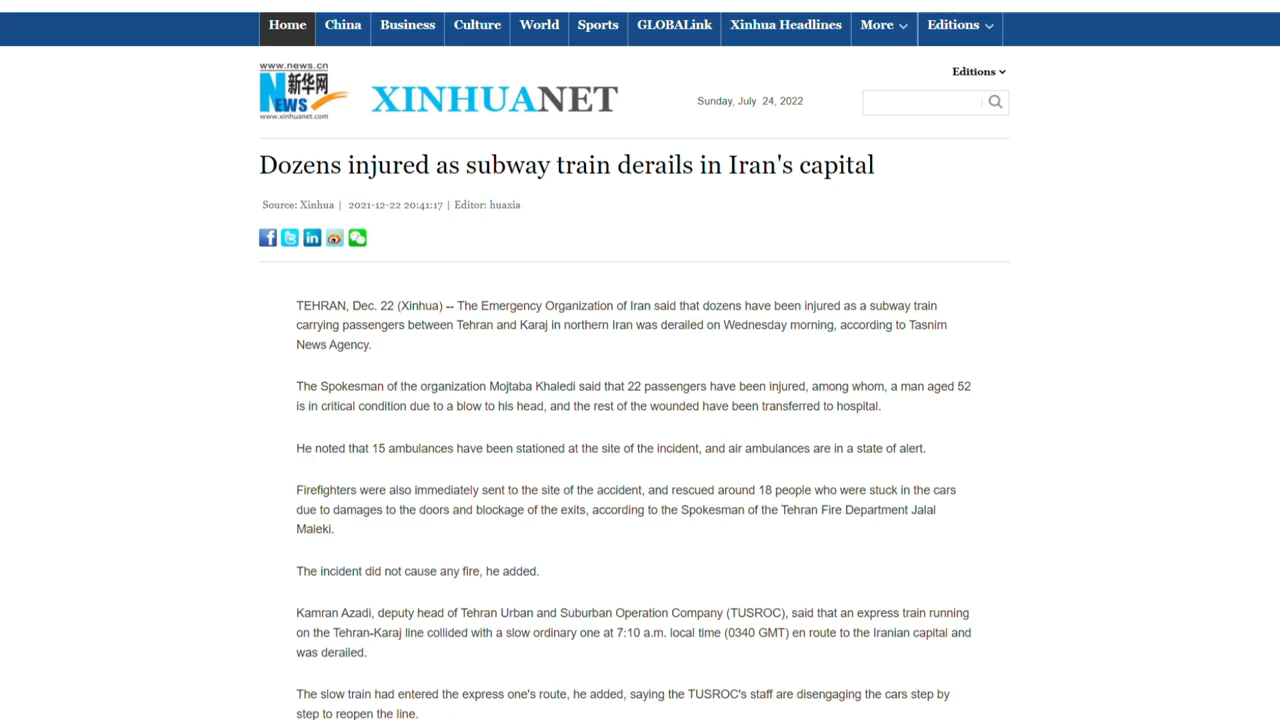 Home China Business Culture World Sports GLOBALink Xinhua Headlines More Editions
www.news.cn
新华网
NEWS
www.xinhuanet.com
XINHUANET
Sunday, July 24, 2022
Editions
Dozens injured as subway train derails in Iran's capital
Source: Xinhua | 2021-12-22 20:41:17 | Editor: huaxia
TEHRAN, Dec. 22 (Xinhua) -- The Emergency Organization of Iran said that dozens have been injured as a subway train
carrying passengers between Tehran and Karaj in northern Iran was derailed on Wednesday morning, according to Tasnim
News Agency.
The Spokesman of the organization Mojtaba Khaledi said that 22 passengers have been injured, among whom, a man aged 52
is in critical condition due to a blow to his head, and the rest of the wounded have been transferred to hospital.
He noted that 15 ambulances have been stationed at the site of the incident, and air ambulances are in a state of alert.
Firefighters were also immediately sent to the site of the accident, and rescued around 18 people who were stuck in the cars
due to damages to the doors and blockage of the exits, according to the Spokesman of the Tehran Fire Department Jalal
Maleki.
The incident did not cause any fire, he added.
Kamran Azadi, deputy head of Tehran Urban and Suburban Operation Company (TUSROC), said that an express train running
on the Tehran-Karaj line collided with a slow ordinary one at 7:10 a.m. local time (0340 GMT) en route to the Iranian capital and
was derailed.
The slow train had entered the express one's route, he added, saying the TUSROC's staff are disengaging the cars step by
step to reopen the line.